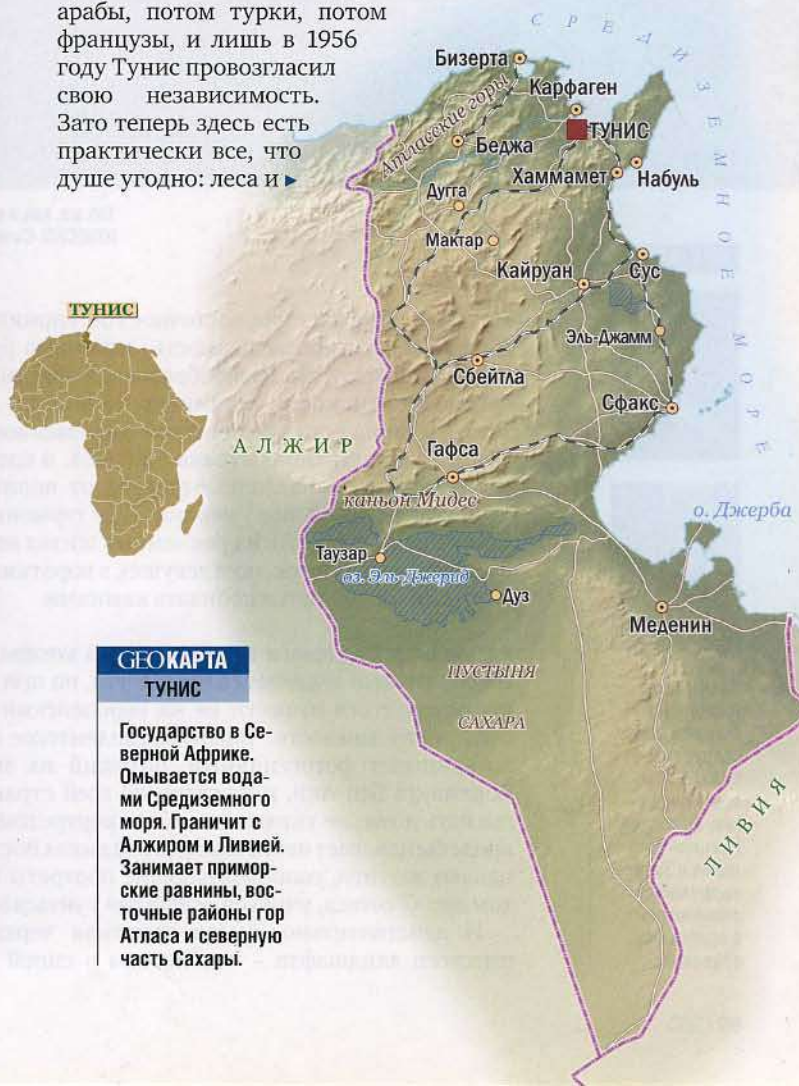 арабы, потом турки, потом
французы, и лишь в 1956
году Тунис провозгласил
свою независимость.
Зато теперь здесь есть
практически все, что
душе угодно: леса и ►
СРЕДИЗЕМНОЕ МОРЕ
Бизерта
Карфаген
Атласские горы
ТУНИС
Беджа
Хаммамет
Набуль
Дугга
Мактар
Кайруан
Сус
ТУНИС
Эль-Джамм
Сбейтла
Сфакс
АЛЖИР
Гафса
каньон Мидес
о. Джерба
Таузар
оз. Эль-Джерид
Дуз
Меденин
ПУСТЫНЯ
САХАРА
ЛИВИЯ
GEOКАРТА
ТУНИС
Государство в Се-
верной Африке.
Омывается вода-
ми Средиземного
моря. Граничит с
Алжиром и Ливией.
Занимает примор-
ские равнины, вос-
точные районы гор
Атласа и северную
часть Сахары.